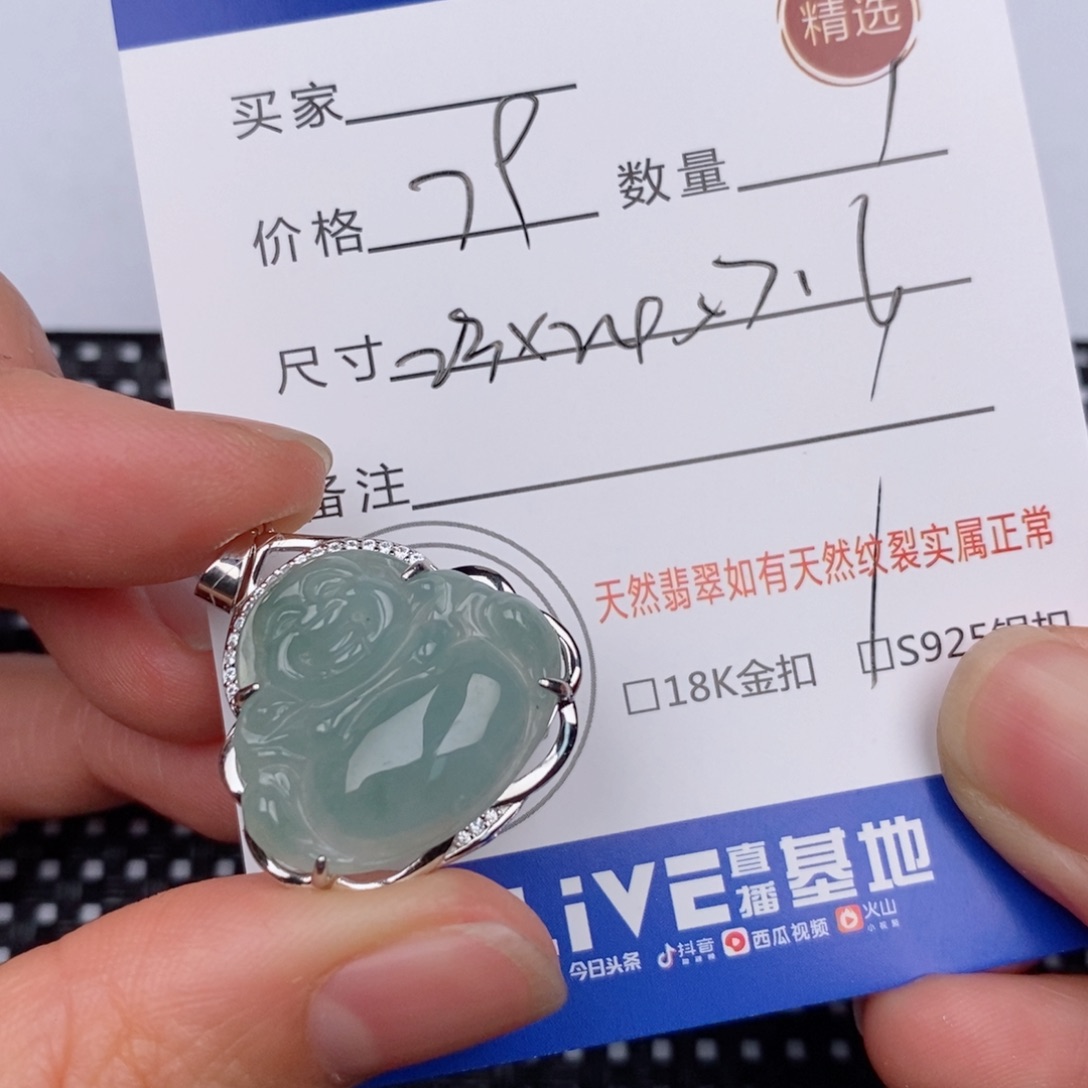 精选
买家
价格 数量 1
尺寸
备注
天然翡翠如有天然纹裂实属正常
□18K金扣 □S925银扣
LiVE直播基地
今日头条 抖音 西瓜视频 火山